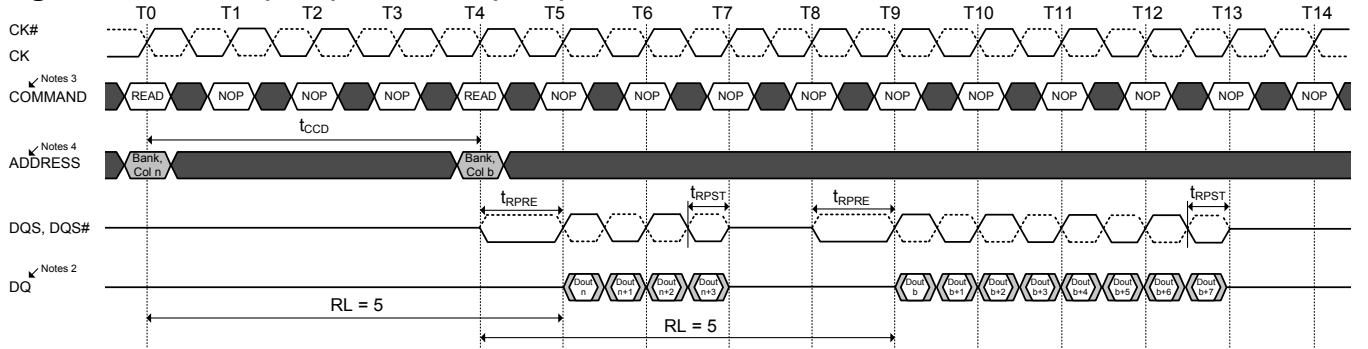 T0 T1 T2 T3 T4 T5 T6 T7 T8 T9 T10 T11 T12 T13 T14
CK#
CK
Notes 3
COMMAND READ NOP NOP NOP READ NOP NOP NOP NOP NOP NOP NOP NOP NOP NOP
tCCD
Notes 4
ADDRESS
Bank, Col n
Bank, Col b
tRPRE tRPST tRPRE tRPST
DQS, DQS#
Notes 2
DQ
Dout n Dout n+1 Dout n+2 Dout n+3 Dout b Dout b+1 Dout b+2 Dout b+3 Dout b+4 Dout b+5 Dout b+6 Dout b+7
RL = 5
RL = 5